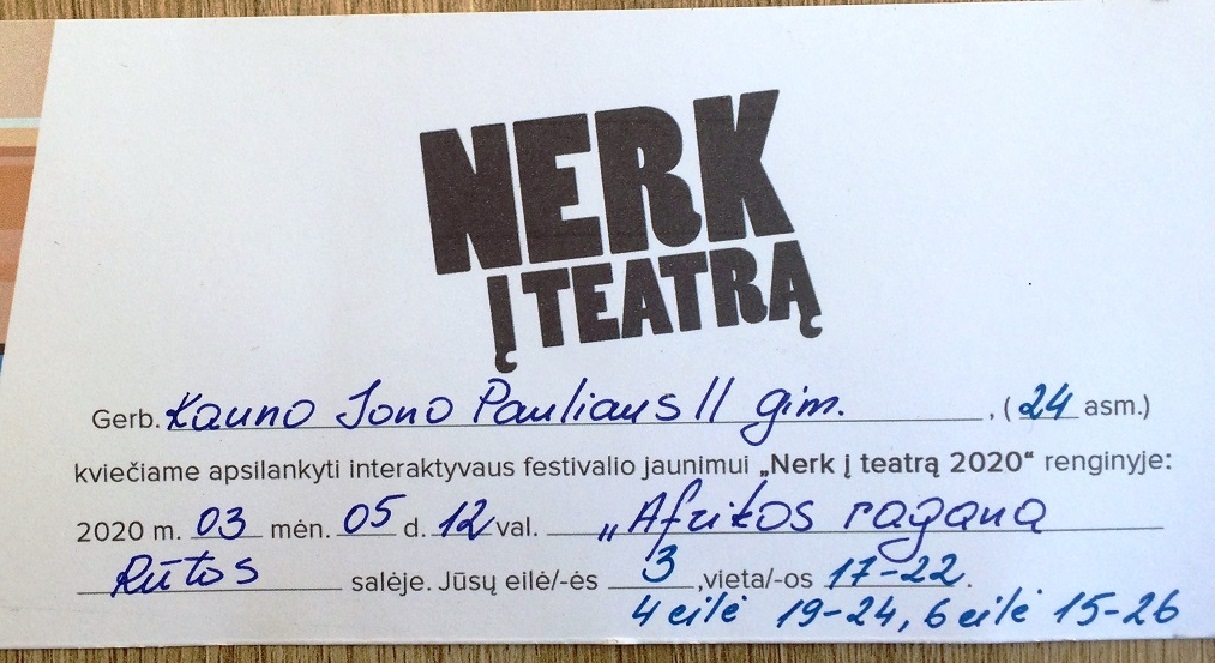 NERK
Į TEATRĄ
Gerb. Kauno Jono Pauliaus II gim. , ( 24 asm.)
kviečiame apsilankyti interaktyvaus festivalio jaunimui „Nerk į teatrą 2020“ renginyje:
2020 m. 03 mėn. 05 d. 12 val. „Afrikos raganą
Rūtos salėje. Jūsų eilė/-ės 3 ,vieta/-os 17-22.
4 eilė 19-24, 6 eilė 15-26